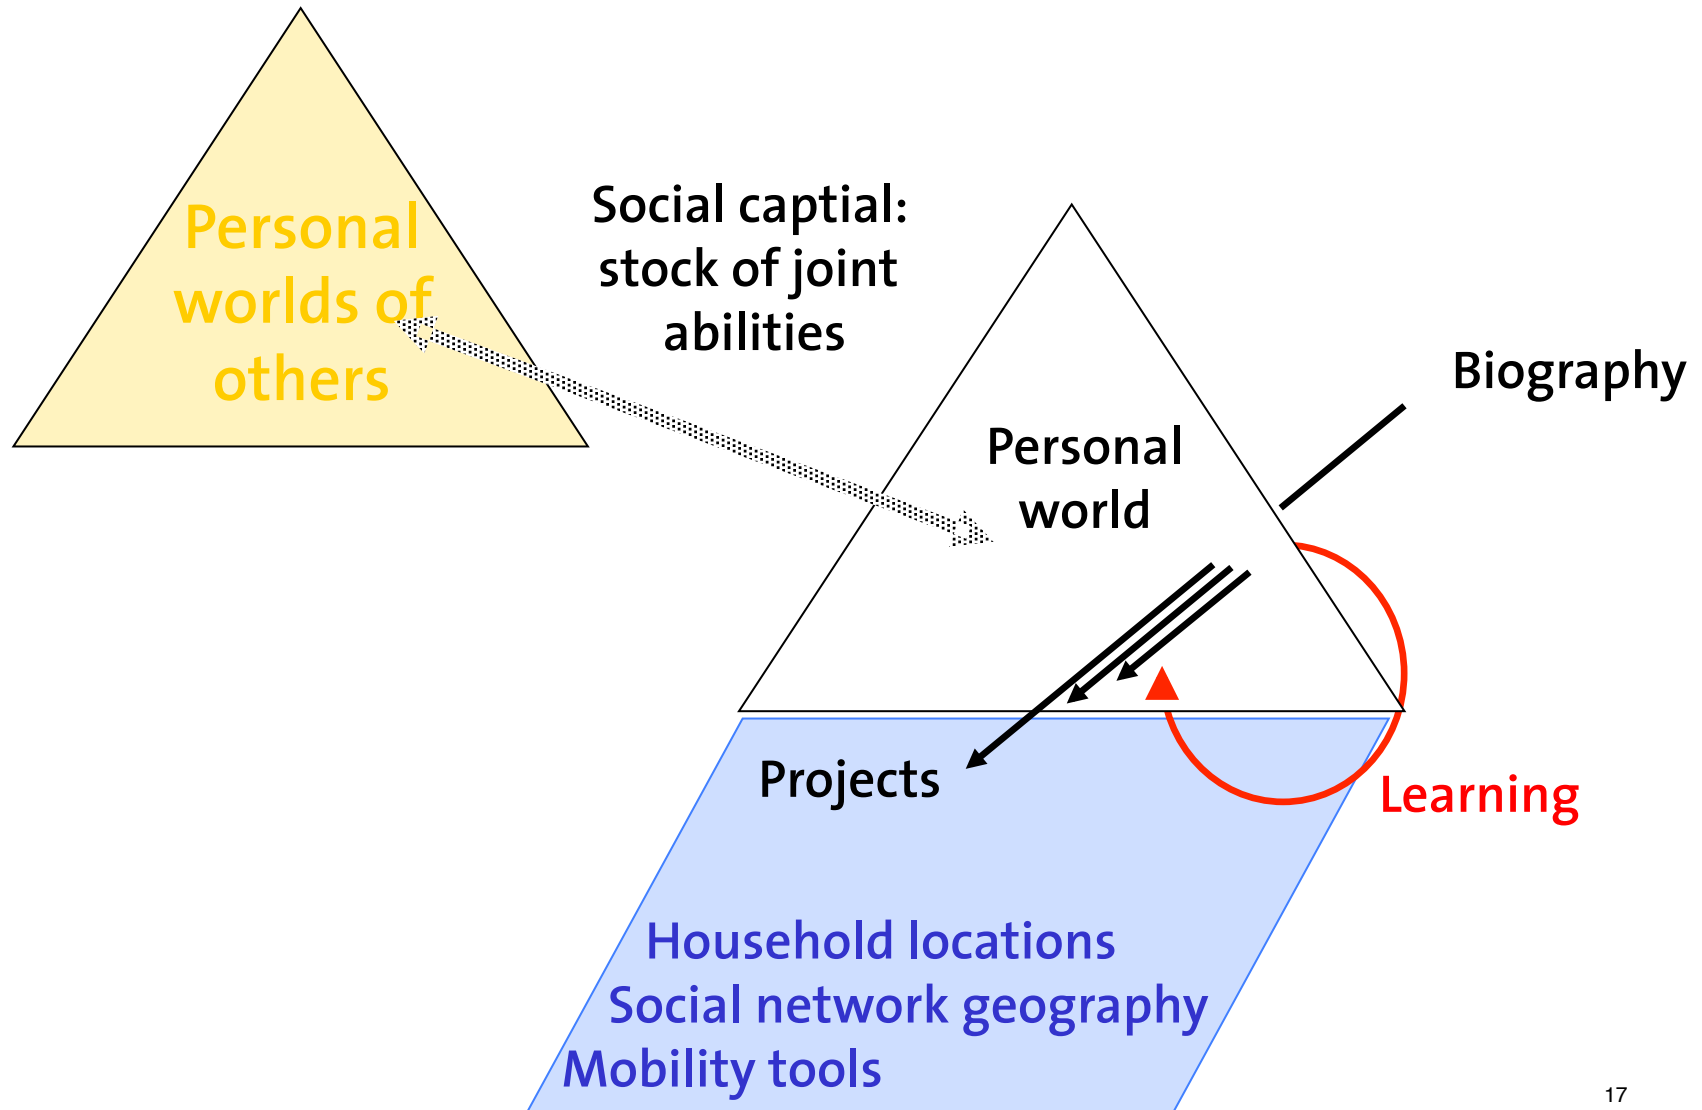 Personal
worlds of
others
Social captial:
stock of joint
abilities
Biography
Personal
world
Projects
Learning
Household locations
Social network geography
Mobility tools
17